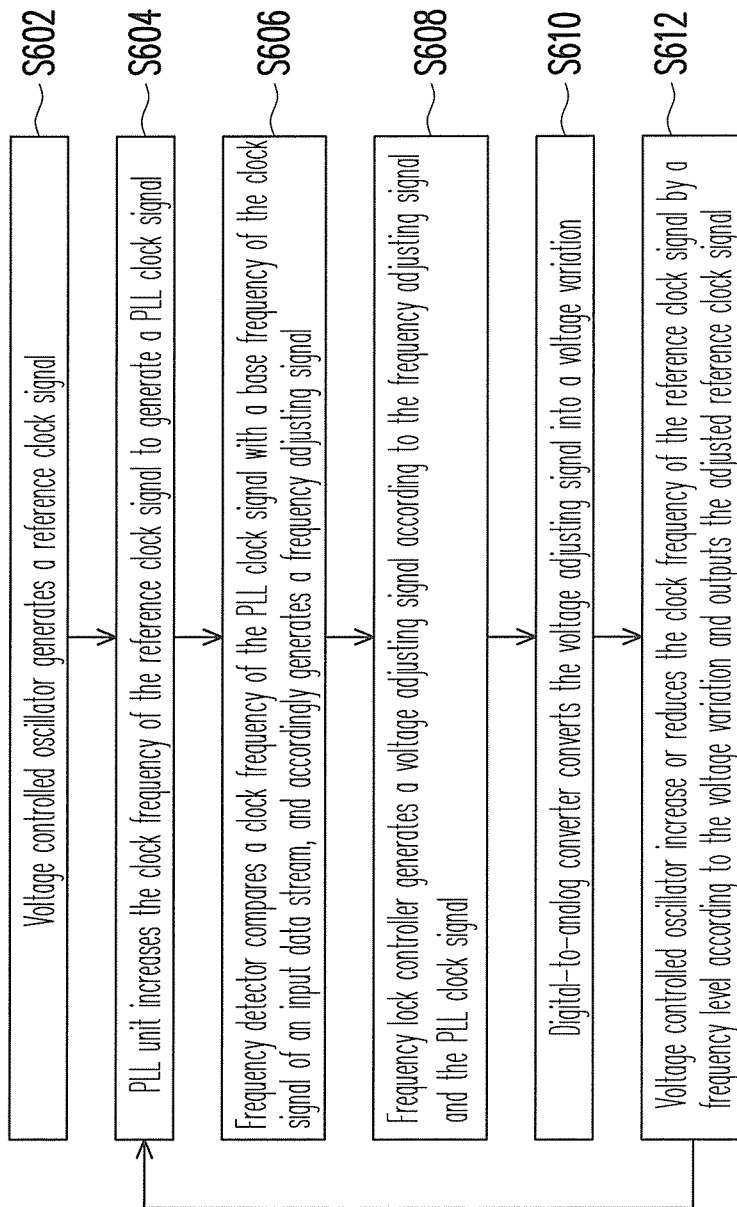 Voltage controlled oscillator generates a reference clock signal
S602
PLL unit increases the clock frequency of the reference clock signal to generate a PLL clock signal
S604
Frequency detector compares a clock frequency of the PLL clock signal with a base frequency of the clock
signal of an input data stream, and accordingly generates a frequency adjusting signal
S606
Frequency lock controller generates a voltage adjusting signal according to the frequency adjusting signal
and the PLL clock signal
S608
Digital-to-analog converter converts the voltage adjusting signal into a voltage variation
S610
Voltage controlled oscillator increase or reduces the clock frequency of the reference clock signal by a
frequency level according to the voltage variation and outputs the adjusted reference clock signal
S612